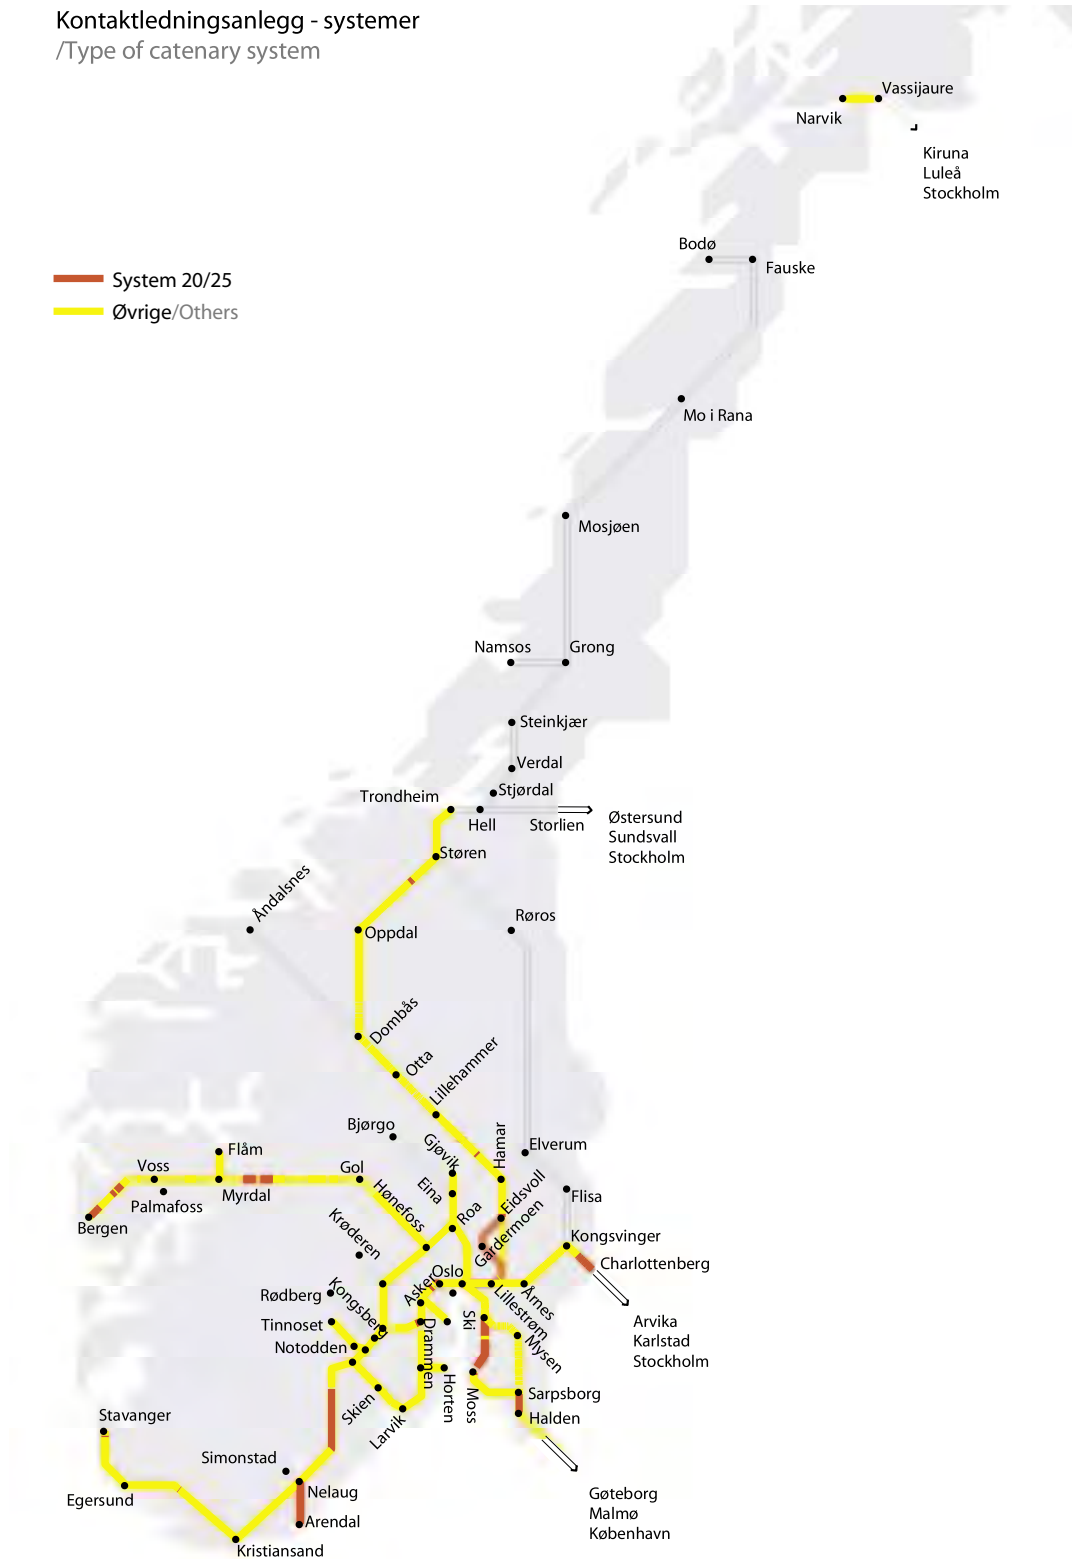 Kontaktledningsanlegg - systemer
/Type of catenary system
Vassijaure
Narvik
Kiruna
Luleå
Stockholm
Bodø
Fauske
System 20/25
Øvrige/Others
Mo i Rana
Mosjøen
Namsos
Grong
Steinkjær
Verdal
Stjørdal
Trondheim
Hell
Storlien
Østersund
Sundsvall
Stockholm
Støren
Åndalsnes
Røros
Oppdal
Dombås
Otta
Lillehammer
Bjørgo
Gjøvik
Hamar
Elverum
Flåm
Voss
Gol
Myrdal
Palmafoss
Bergen
Hønefoss
Eina
Roa
Eidsvoll
Gardermoen
Flisa
Kongsvinger
Charlottenberg
Krøderen
Oslo
Asker
Rødberg
Kongsberg
Lillestrøm
Årnes
Arvika
Karlstad
Stockholm
Tinnoset
Notodden
Drammen
Ski
Mysen
Skien
Larvik
Horten
Moss
Sarpsborg
Halden
Stavanger
Simonstad
Nelaug
Egersund
Arendal
Kristiansand
Gøteborg
Malmø
København